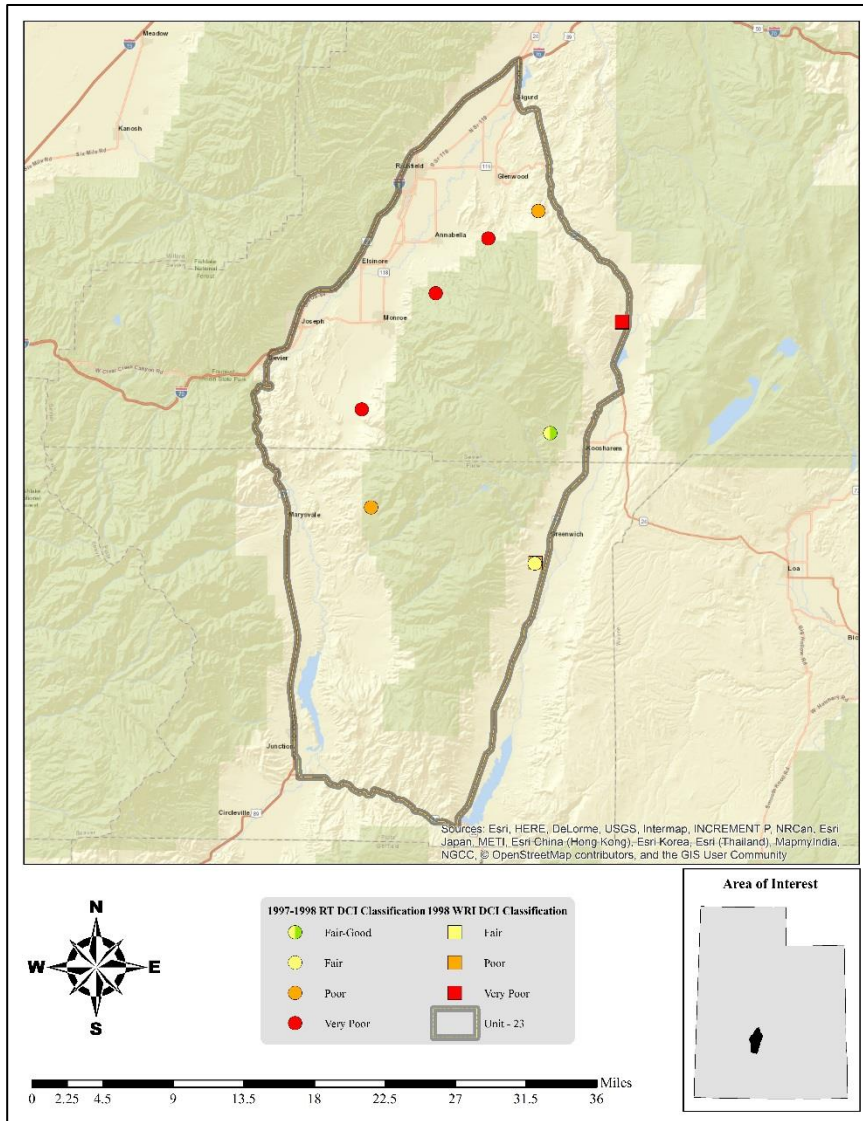 Meadow
Kanosh
Sigurd
Richfield
Glenwood
Annabella
Elsinore
Joseph
Monroe
Sevier
Koosharem
Marysvale
Greenwich
Loa
Junction
Circleville
Sources: Esri, HERE, DeLorme, USGS, Intermap, INCREMENT P, NRCan, Esri
Japan, METI, Esri China (Hong Kong), Esri Korea, Esri (Thailand), MapmyIndia,
NGCC, © OpenStreetMap contributors, and the GIS User Community
N
W E
S
1997-1998 RT DCI Classification 1998 WRI DCI Classification
Fair-Good Fair
Fair Poor
Poor Very Poor
Very Poor Unit - 23
Area of Interest
Miles
0 2.25 4.5 9 13.5 18 22.5 27 31.5 36